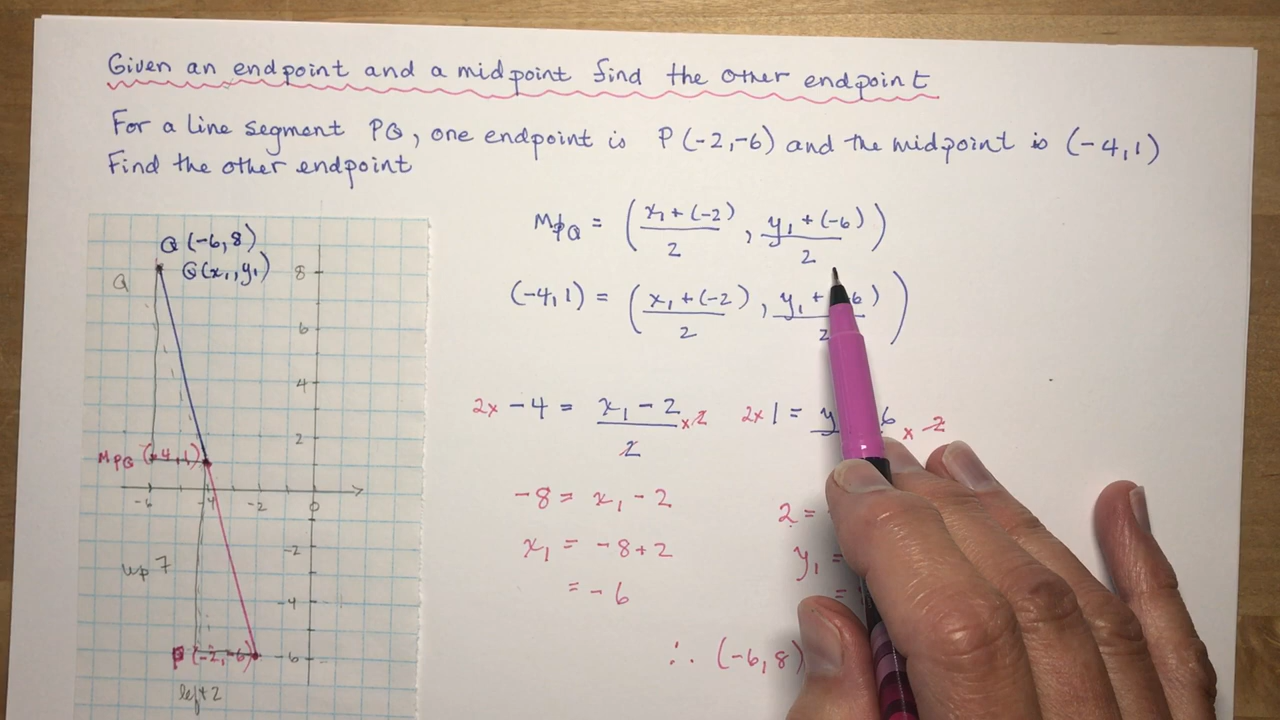 Given an endpoint and a midpoint find the other endpoint
For a line segment PQ, one endpoint is P(-2,-6) and the midpoint is (-4,1)
Find the other endpoint
M_PQ = (x₁+(-2)/2, y₁+(-6)/2)
(-4,1) = (x₁+(-2)/2, y₁+ 6)/2)
2x -4 = x₁-2/2 x2
2x 1 = y 6 x 2
-8 = x₁ - 2
2 =
x₁ = -8+2
y₁ =
= -6
=
∴ (-6,8)
Q(-6,8)
Q(x₁,y₁)
Q
8
6
4
2
M_PQ (-4,1)
-6 -4 -2 0
-2
up 7
-4
P(-2,-6)
-6
left 2